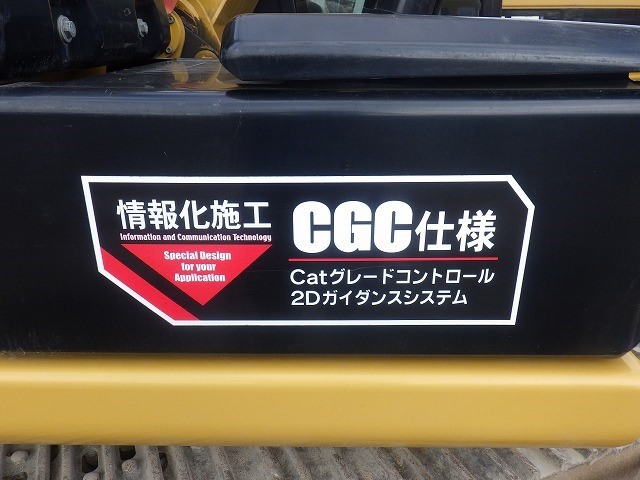 情報化施工
Information and Communication Technology
Special Design
for your
Application
CGC仕様
Catグレードコントロール
2Dガイダンスシステム